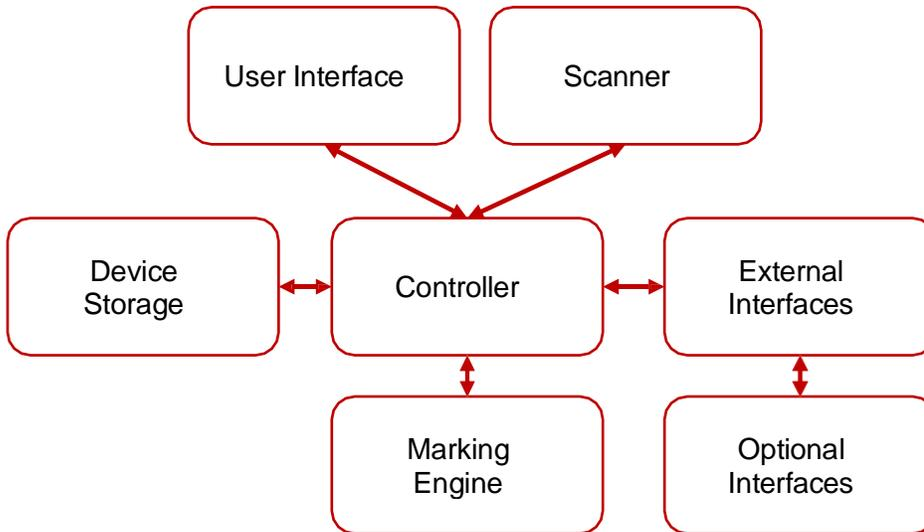 User Interface
Scanner
Device
Storage
Controller
External
Interfaces
Marking
Engine
Optional
Interfaces